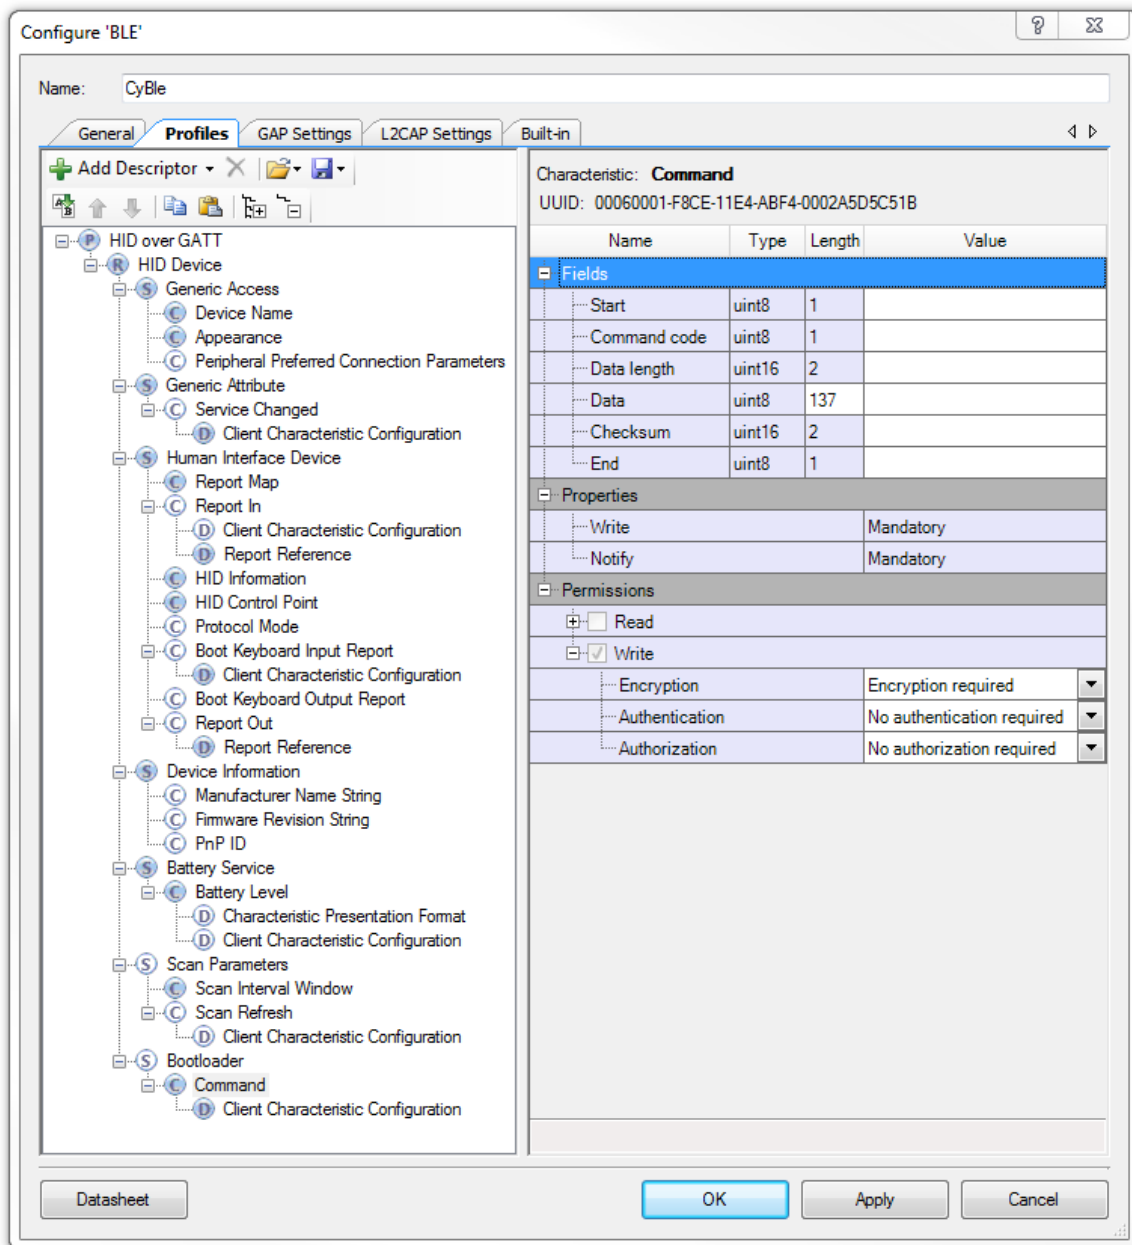 Configure 'BLE'
Name: CyBle
General Profiles GAP Settings L2CAP Settings Built-in
Add Descriptor
P HID over GATT
R HID Device
S Generic Access
C Device Name
C Appearance
C Peripheral Preferred Connection Parameters
S Generic Attribute
C Service Changed
D Client Characteristic Configuration
S Human Interface Device
C Report Map
C Report In
D Client Characteristic Configuration
D Report Reference
C HID Information
C HID Control Point
C Protocol Mode
C Boot Keyboard Input Report
D Client Characteristic Configuration
C Boot Keyboard Output Report
C Report Out
D Report Reference
S Device Information
C Manufacturer Name String
C Firmware Revision String
C PnP ID
S Battery Service
C Battery Level
D Characteristic Presentation Format
D Client Characteristic Configuration
S Scan Parameters
C Scan Interval Window
C Scan Refresh
D Client Characteristic Configuration
S Bootloader
C Command
D Client Characteristic Configuration
Characteristic: Command
UUID: 00060001-F8CE-11E4-ABF4-0002A5D5C51B
Name Type Length Value
Fields
Start uint8 1
Command code uint8 1
Data length uint16 2
Data uint8 137
Checksum uint16 2
End uint8 1
Properties
Write Mandatory
Notify Mandatory
Permissions
Read
Write
Encryption Encryption required
Authentication No authentication required
Authorization No authorization required
Datasheet OK Apply Cancel